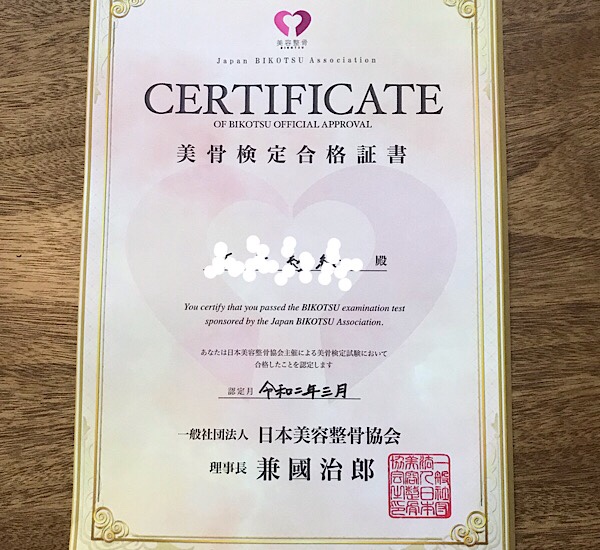 美容整骨
BIKOTSU
Japan BIKOTSU Association
CERTIFICATE
OF BIKOTSU OFFICIAL APPROVAL
美骨検定合格証書
殿
You certify that you passed the BIKOTSU examination test
sponsored by the Japan BIKOTSU Association.
あなたは日本美容整骨協会主催による美骨検定試験において
合格したことを認定します
認定月 令和二年三月
一般社団法人 日本美容整骨協会
理事長 兼國治郎